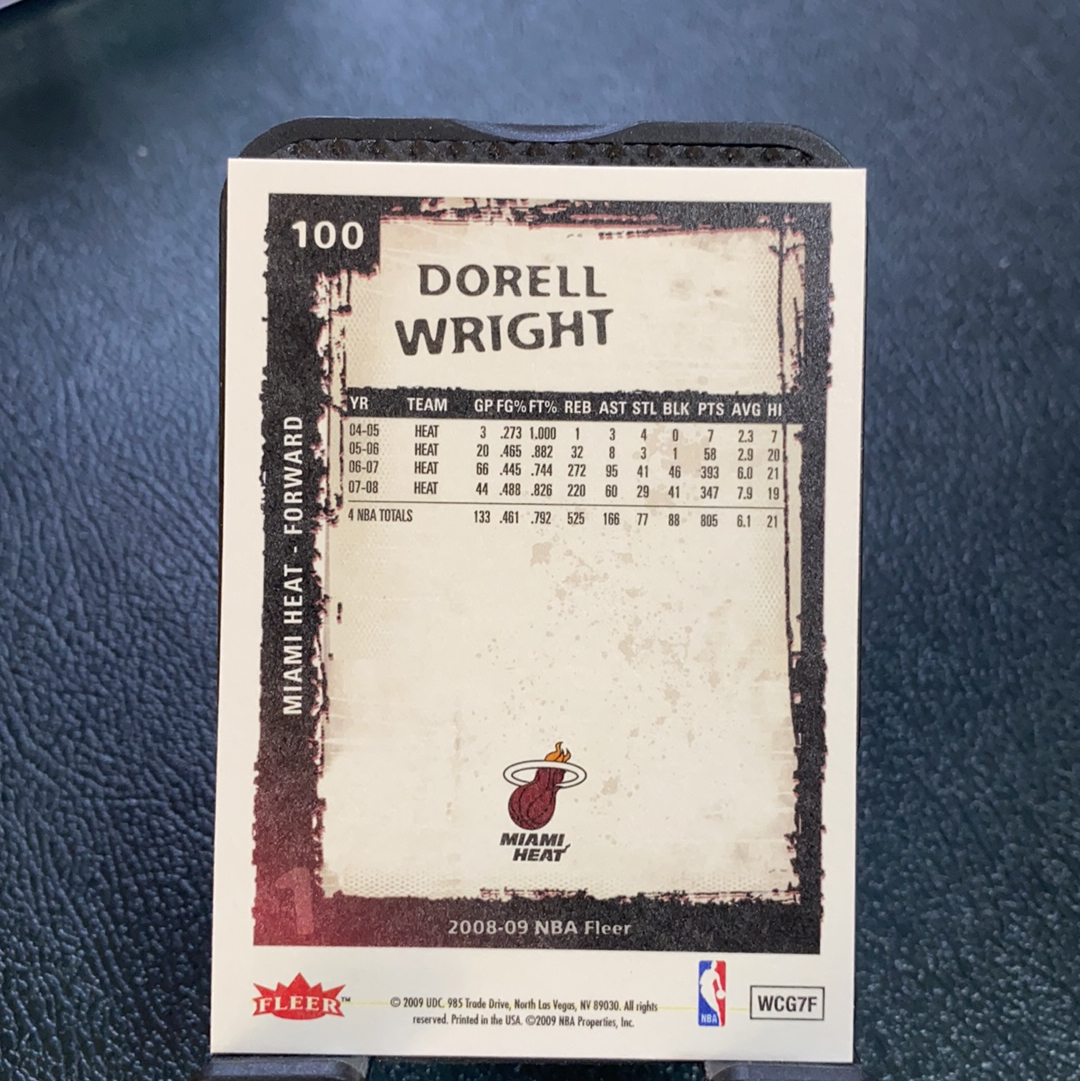 100
DORELL
WRIGHT
YR TEAM GP FG% FT% REB AST STL BLK PTS AVG HI
04-05 HEAT 3 .273 1.000 1 3 4 0 7 2.3 7
05-06 HEAT 20 .465 .882 32 8 3 1 58 2.9 20
06-07 HEAT 66 .445 .744 272 95 41 46 393 6.0 21
07-08 HEAT 44 .488 .826 220 60 29 41 347 7.9 19
4 NBA TOTALS 133 .461 .792 525 166 77 88 805 6.1 21
MIAMI HEAT - FORWARD
MIAMI
HEAT
1
2008-09 NBA Fleer
FLEER™
© 2009 UDC. 985 Trade Drive, North Las Vegas, NV 89030. All rights
reserved. Printed in the USA. ©2009 NBA Properties, Inc.
NBA
WCG7F